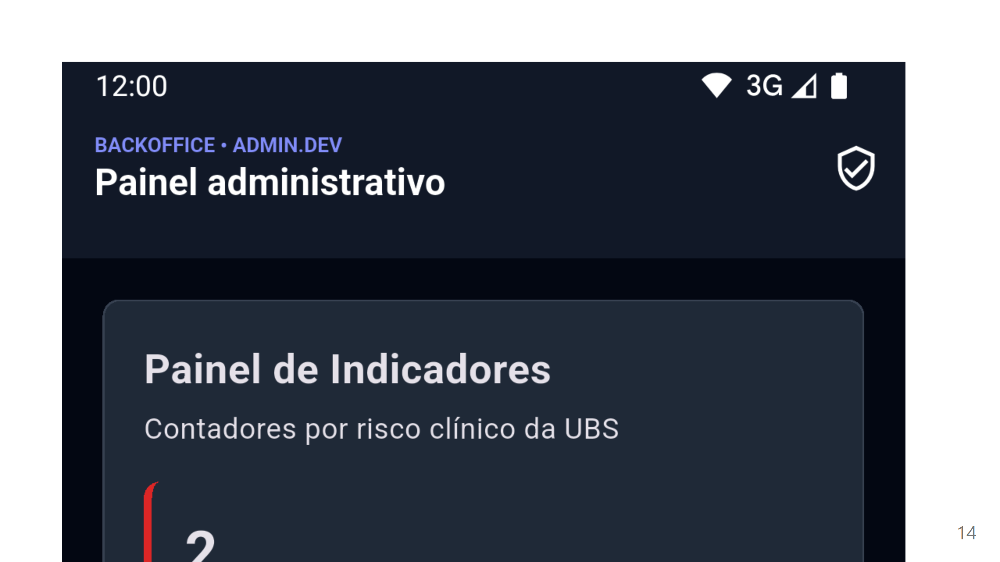 12:00
3G
BACKOFFICE • ADMIN.DEV
Painel administrativo
Painel de Indicadores
Contadores por risco clínico da UBS
2
14